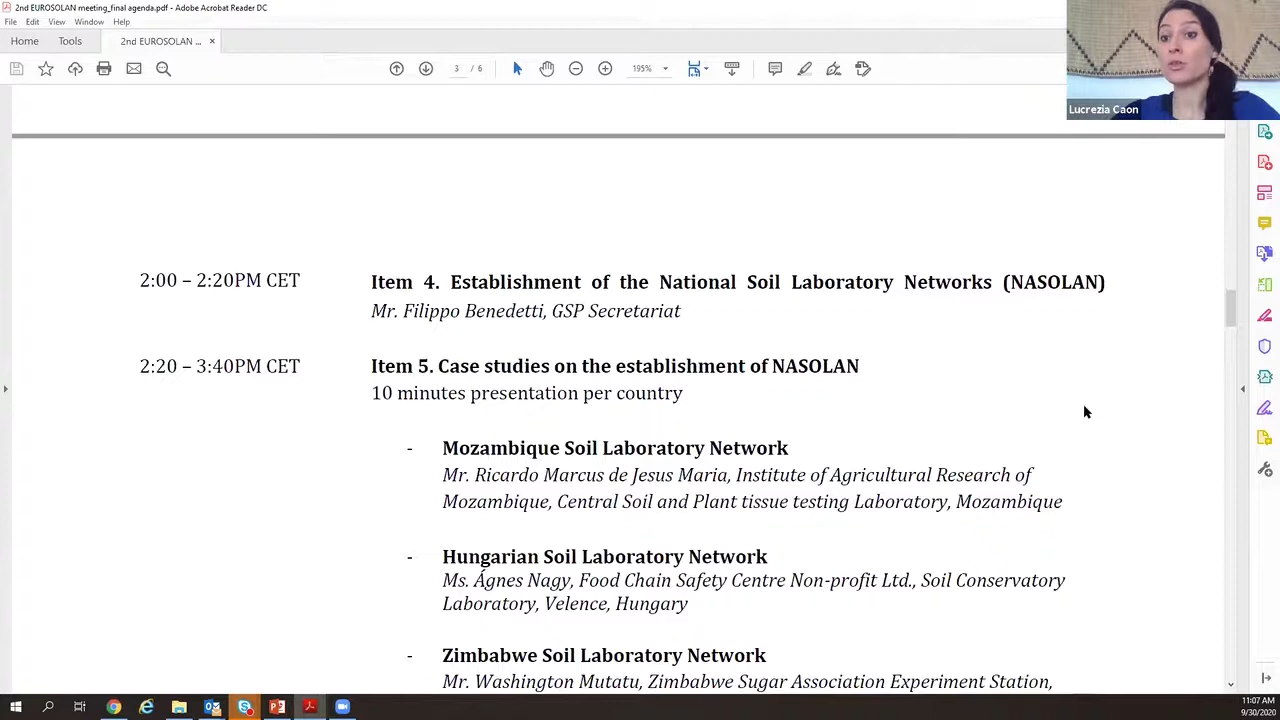 2nd EUROSOLAN meeting_final agenda.pdf - Adobe Acrobat Reader DC
File Edit View Window Help
Home Tools 2nd EUROSOLAN ... ×
3 / 6 195%
Lucrezia Caon
2:00 – 2:20PM CET Item 4. Establishment of the National Soil Laboratory Networks (NASOLAN)
Mr. Filippo Benedetti, GSP Secretariat
2:20 – 3:40PM CET Item 5. Case studies on the establishment of NASOLAN
10 minutes presentation per country
- Mozambique Soil Laboratory Network
Mr. Ricardo Marcus de Jesus Maria, Institute of Agricultural Research of
Mozambique, Central Soil and Plant tissue testing Laboratory, Mozambique
- Hungarian Soil Laboratory Network
Ms. Ágnes Nagy, Food Chain Safety Centre Non-profit Ltd., Soil Conservatory
Laboratory, Velence, Hungary
- Zimbabwe Soil Laboratory Network
Mr. Washington Mutatu, Zimbabwe Sugar Association Experiment Station,
11:07 AM
9/30/2020